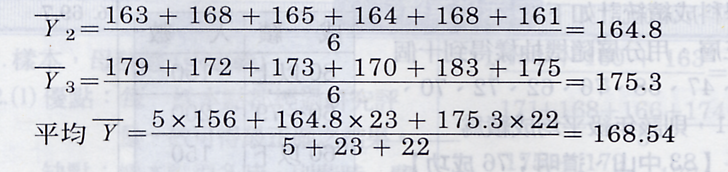 Y̅₂ = (163 + 168 + 165 + 164 + 168 + 161) / 6 = 164.8
Y̅₃ = (179 + 172 + 173 + 170 + 183 + 175) / 6 = 175.3
平均 Y̅ = (5×156 + 164.8×23 + 175.3×22) / (5 + 23 + 22) = 168.54